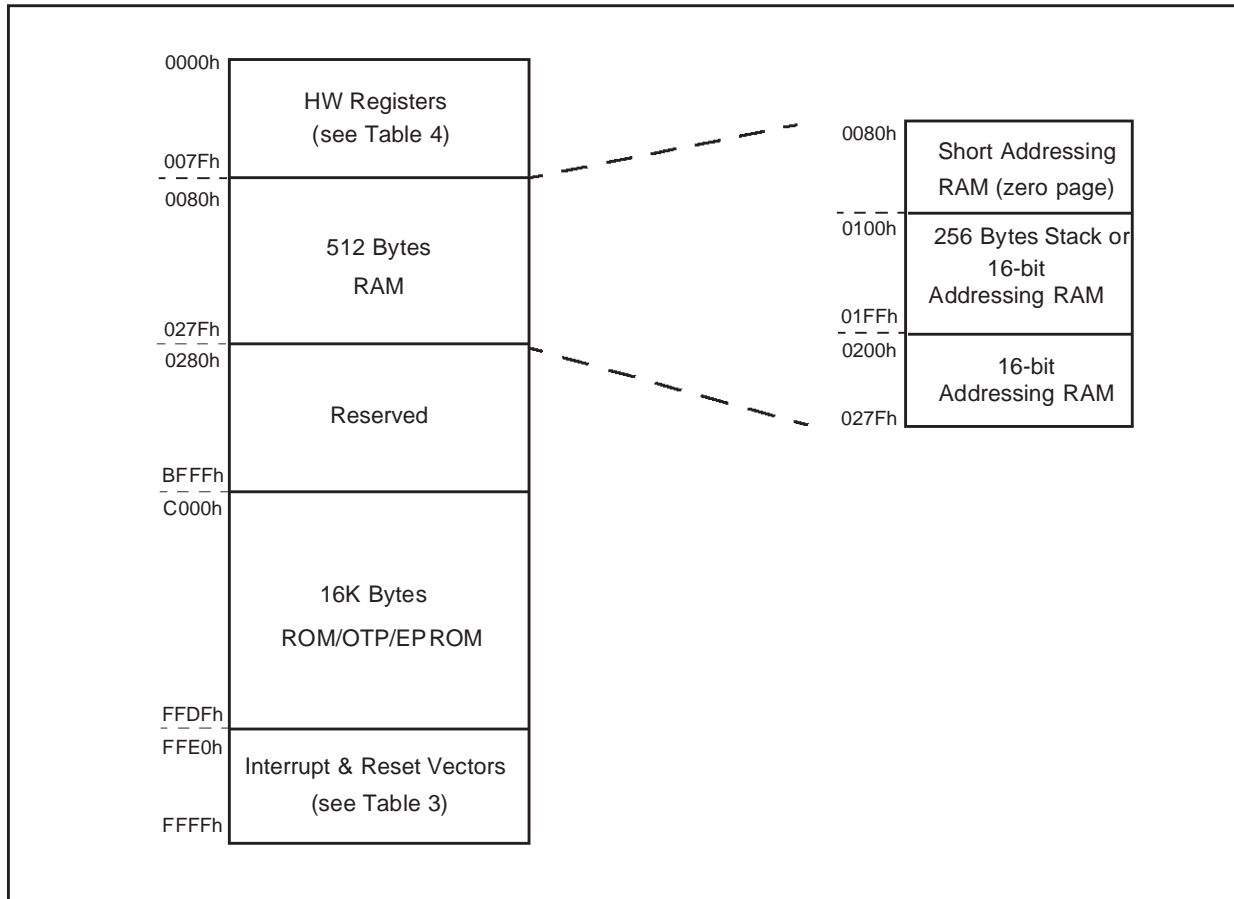 0000h
HW Registers
(see Table 4)
007Fh
0080h
512 Bytes
RAM
027Fh
0280h
Reserved
BFFFh
C000h
16K Bytes
ROM/OTP/EPROM
FFDFh
FFE0h
Interrupt & Reset Vectors
(see Table 3)
FFFFh
0080h
Short Addressing
RAM (zero page)
0100h
256 Bytes Stack or
16-bit
Addressing RAM
01FFh
0200h
16-bit
Addressing RAM
027Fh